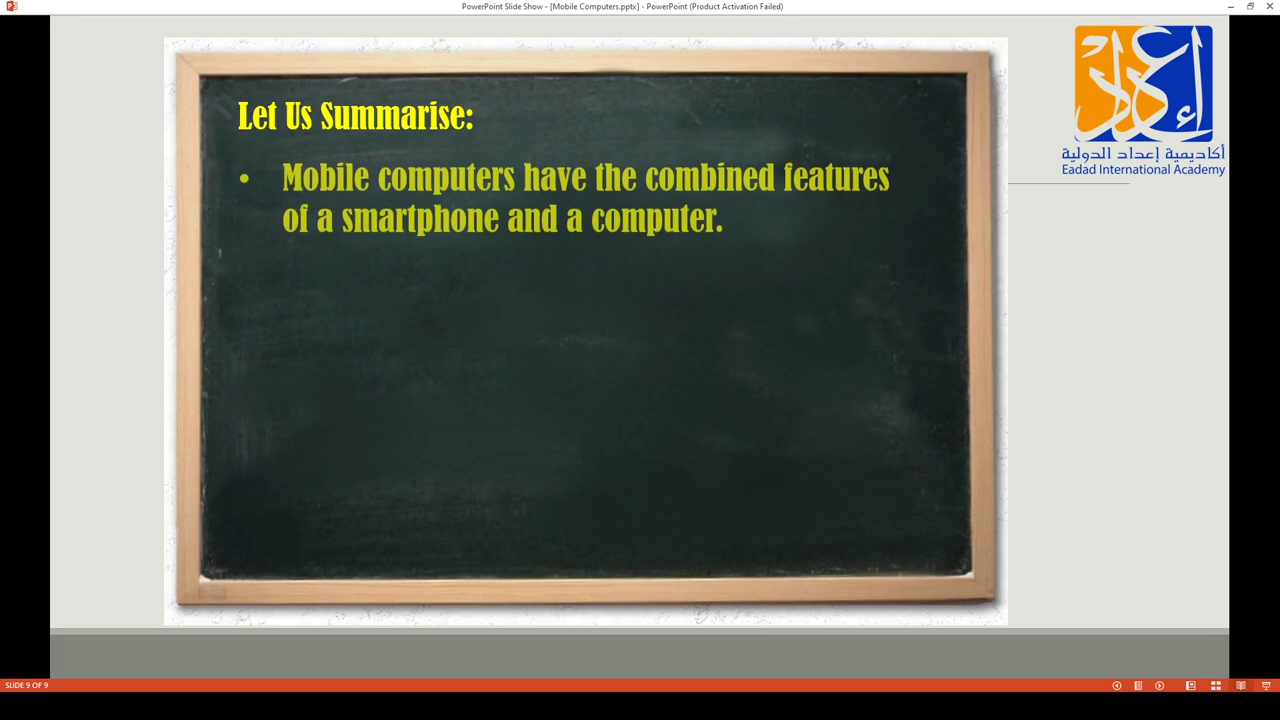 PowerPoint Slide Show - [Mobile Computers.pptx] - PowerPoint (Product Activation Failed)
إعداد
أكاديمية إعداد الدولية
Eadad International Academy
Let Us Summarise:
• Mobile computers have the combined features
of a smartphone and a computer.
SLIDE 9 OF 9